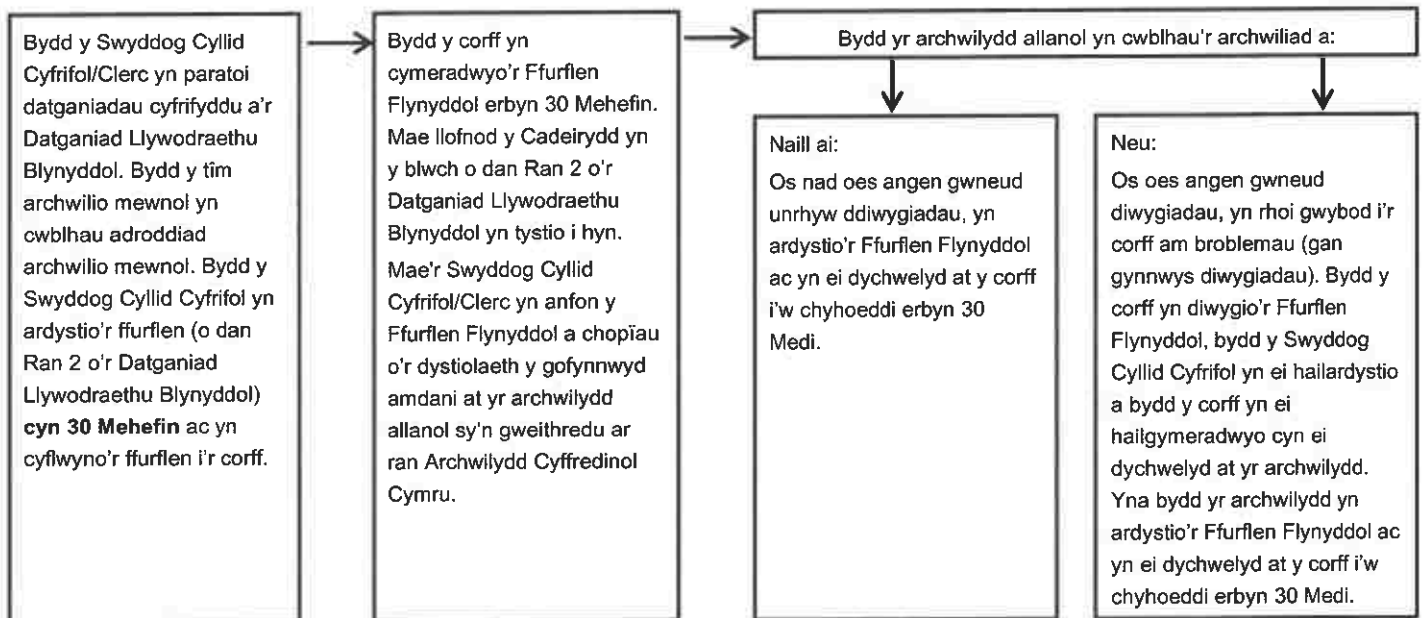 Bydd y Swyddog Cyllid
Cyfrifol/Clerc yn paratoi
datganiadau cyfrifyddu a'r
Datganiad Llywodraethu
Blynyddol. Bydd y tîm
archwilio mewnol yn
cwblhau adroddiad
archwilio mewnol. Bydd y
Swyddog Cyllid Cyfrifol yn
ardystio'r ffurflen (o dan
Ran 2 o'r Datganiad
Llywodraethu Blynyddol)
cyn 30 Mehefin ac yn
cyflwyno'r ffurflen i'r corff.
Bydd y corff yn
cymeradwyo'r Ffurflen
Flynyddol erbyn 30 Mehefin.
Mae llofnod y Cadeirydd yn
y blwch o dan Ran 2 o'r
Datganiad Llywodraethu
Blynyddol yn tystio i hyn.
Mae'r Swyddog Cyllid
Cyfrifol/Clerc yn anfon y
Ffurflen Flynyddol a chopïau
o'r dystiolaeth y gofynnwyd
amdani at yr archwilydd
allanol sy'n gweithredu ar
ran Archwilydd Cyffredinol
Cymru.
Bydd yr archwilydd allanol yn cwblhau'r archwiliad a:
Naill ai:
Os nad oes angen gwneud
unrhyw ddiwygiadau, yn
ardystio'r Ffurflen Flynyddol
ac yn ei dychwelyd at y corff
i'w chyhoeddi erbyn 30
Medi.
Neu:
Os oes angen gwneud
diwygiadau, yn rhoi gwybod i'r
corff am broblemau (gan
gynnwys diwygiadau). Bydd y
corff yn diwygio'r Ffurflen
Flynyddol, bydd y Swyddog
Cyllid Cyfrifol yn ei hailardystio
a bydd y corff yn ei
hailgymeradwyo cyn ei
dychwelyd at yr archwilydd.
Yna bydd yr archwilydd yn
ardystio'r Ffurflen Flynyddol ac
yn ei dychwelyd at y corff i'w
chyhoeddi erbyn 30 Medi.